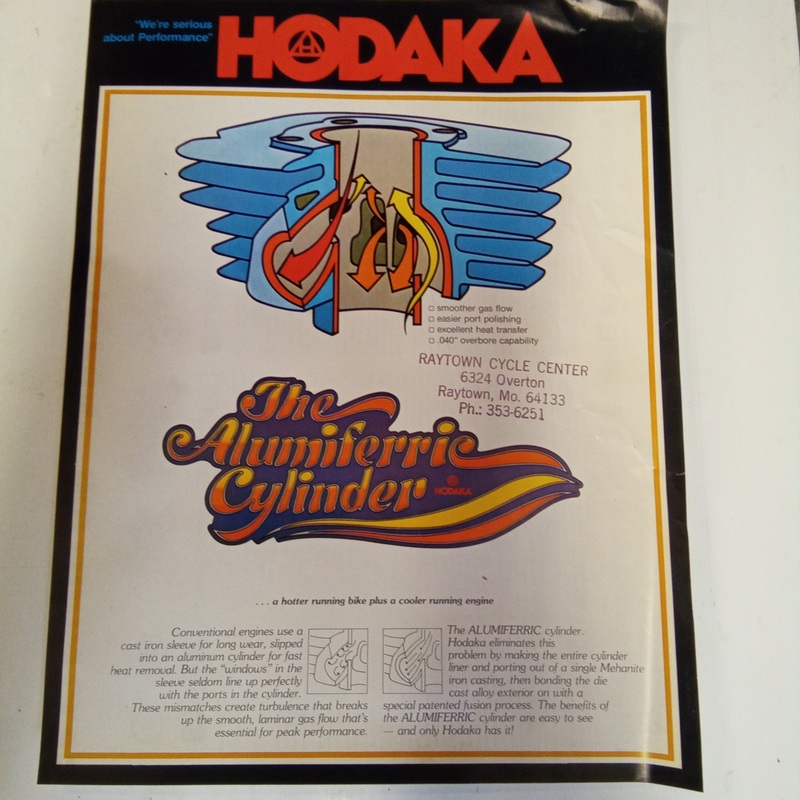 "We're serious
about Performance"
HODAKA
□ smoother gas flow
□ easier port polishing
□ excellent heat transfer
□ .040" overbore capability
RAYTOWN CYCLE CENTER
6324 Overton
Raytown, Mo. 64133
Ph.: 353-6251
The
Alumiferric
Cylinder
HODAKA
. . . a hotter running bike plus a cooler running engine
Conventional engines use a
cast iron sleeve for long wear, slipped
into an aluminum cylinder for fast
heat removal. But the "windows" in the
sleeve seldom line up perfectly
with the ports in the cylinder.
These mismatches create turbulence that breaks
up the smooth, laminar gas flow that's
essential for peak performance.
The ALUMIFERRIC cylinder.
Hodaka eliminates this
problem by making the entire cylinder
liner and porting out of a single Mehanite
iron casting, then bonding the die
cast alloy exterior on with a
special patented fusion process. The benefits of
the ALUMIFERRIC cylinder are easy to see
— and only Hodaka has it!